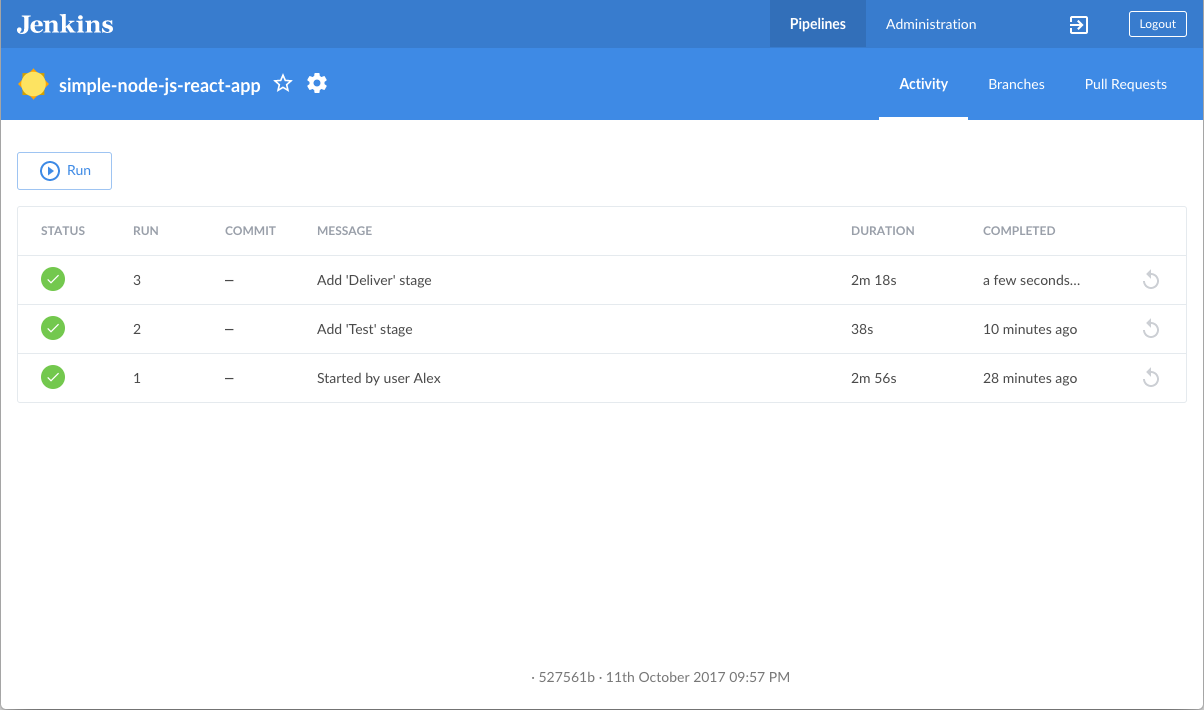 Jenkins Pipelines Administration Logout
simple-node-js-react-app Activity Branches Pull Requests
Run
STATUS RUN COMMIT MESSAGE DURATION COMPLETED
3 — Add 'Deliver' stage 2m 18s a few seconds...
2 — Add 'Test' stage 38s 10 minutes ago
1 — Started by user Alex 2m 56s 28 minutes ago
· 527561b · 11th October 2017 09:57 PM